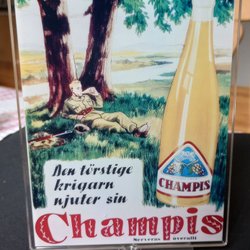 CHAMPIS
Den törstige
krigarn
njuter sin
Champis
Serveras överallt